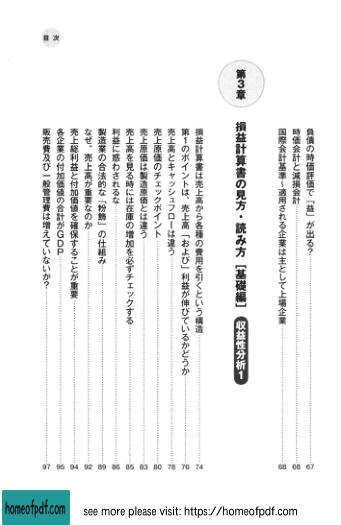 目 次
負債の時価評価で「益」が出る? 67
時価会計と減損会計 68
国際会計基準~適用される企業は主として上場企業 68
第3章 損益計算書の見方・読み方[基礎編] 収益性分析1
損益計算書は売上高から各種の費用を引くという構造 74
第1のポイントは、売上高「および」利益が伸びているかどうか 76
売上高とキャッシュフローは違う 78
売上原価のチェックポイント 80
売上原価は製造原価とは違う 83
売上高を見る時には在庫の増加を必ずチェックする 85
利益に惑わされるな 86
製造業の合法的な「粉飾」の仕組み 89
なぜ、売上高が重要なのか 92
売上総利益と付加価値を確保することが重要 94
各企業の付加価値の合計がGDP 95
販売費及び一般管理費は増えていないか? 97
homeofpdf.com
see more please visit: https://homeofpdf.com